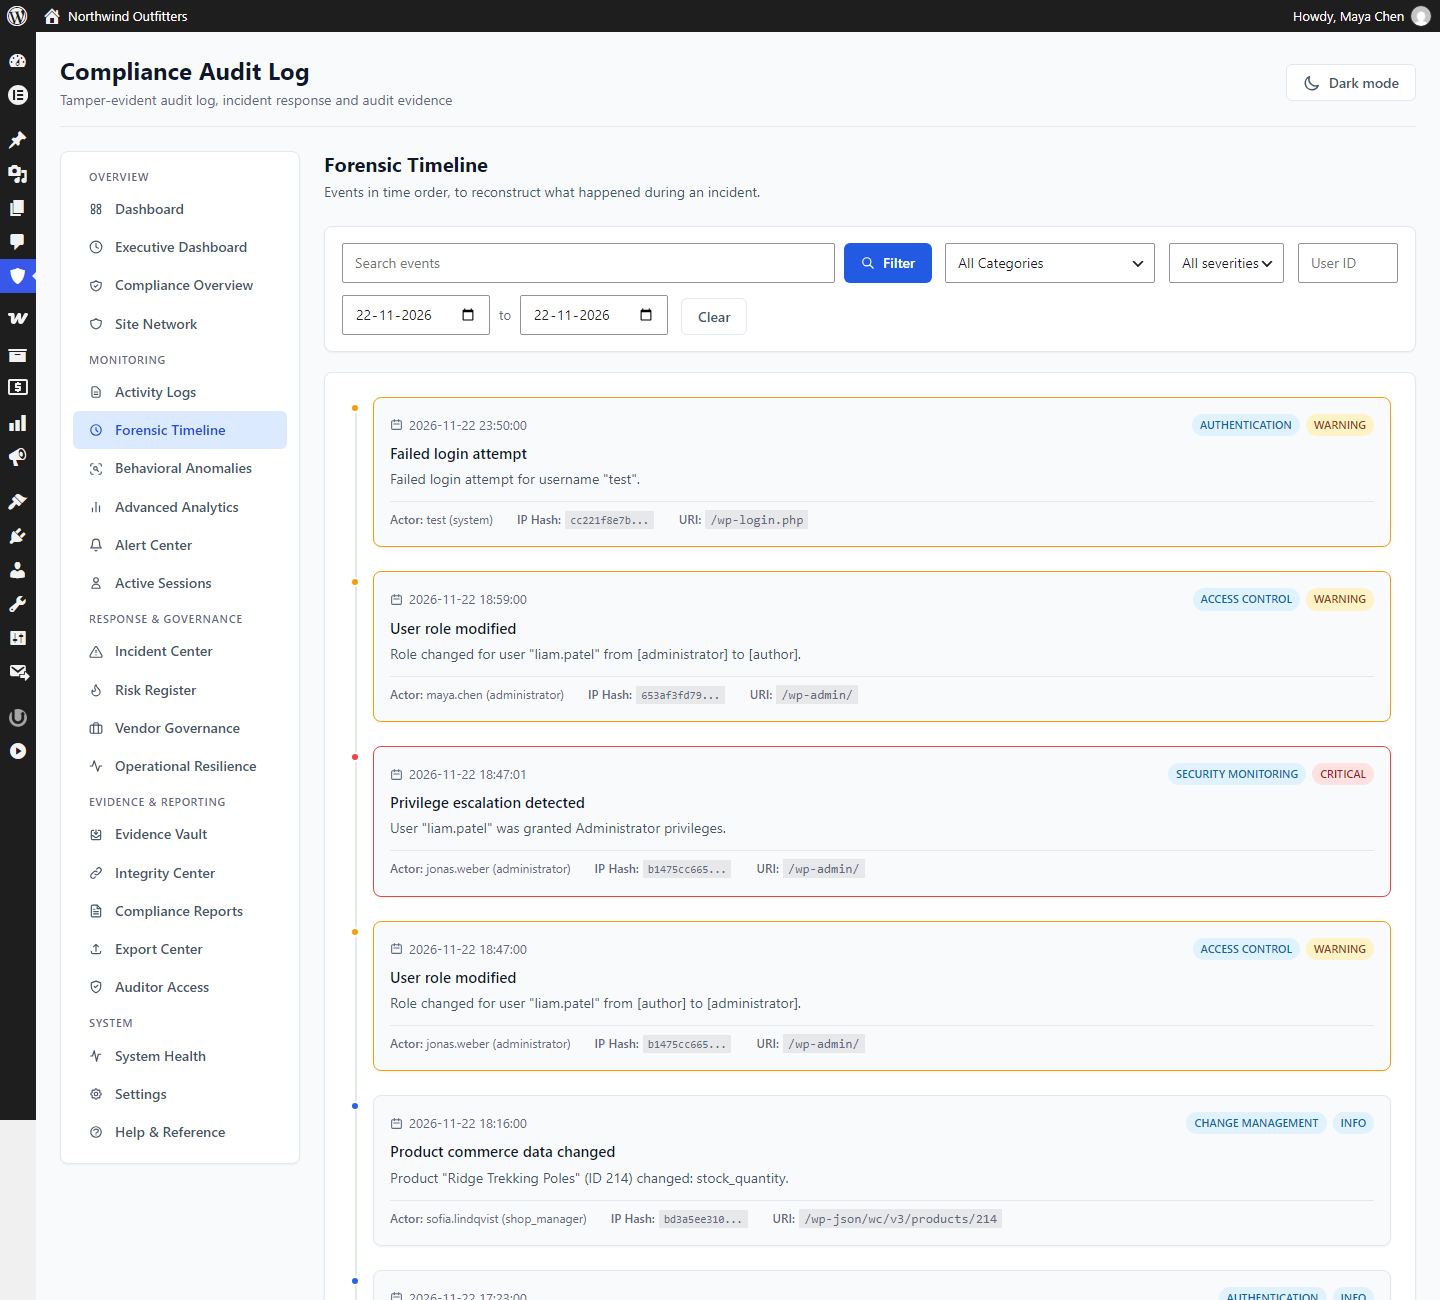 Northwind Outfitters
Howdy, Maya Chen
Compliance Audit Log
Tamper-evident audit log, incident response and audit evidence
Dark mode
OVERVIEW
Dashboard
Executive Dashboard
Compliance Overview
Site Network
MONITORING
Activity Logs
Forensic Timeline
Behavioral Anomalies
Advanced Analytics
Alert Center
Active Sessions
RESPONSE & GOVERNANCE
Incident Center
Risk Register
Vendor Governance
Operational Resilience
EVIDENCE & REPORTING
Evidence Vault
Integrity Center
Compliance Reports
Export Center
Auditor Access
SYSTEM
System Health
Settings
Help & Reference
Forensic Timeline
Events in time order, to reconstruct what happened during an incident.
Search events
Filter
All Categories
All severities
User ID
22-11-2026 to 22-11-2026
Clear
2026-11-22 23:50:00 AUTHENTICATION WARNING
Failed login attempt
Failed login attempt for username "test".
Actor: test (system) IP Hash: cc221f8e7b... URI: /wp-login.php
2026-11-22 18:59:00 ACCESS CONTROL WARNING
User role modified
Role changed for user "liam.patel" from [administrator] to [author].
Actor: maya.chen (administrator) IP Hash: 653af3fd79... URI: /wp-admin/
2026-11-22 18:47:01 SECURITY MONITORING CRITICAL
Privilege escalation detected
User "liam.patel" was granted Administrator privileges.
Actor: jonas.weber (administrator) IP Hash: b1475cc665... URI: /wp-admin/
2026-11-22 18:47:00 ACCESS CONTROL WARNING
User role modified
Role changed for user "liam.patel" from [author] to [administrator].
Actor: jonas.weber (administrator) IP Hash: b1475cc665... URI: /wp-admin/
2026-11-22 18:16:00 CHANGE MANAGEMENT INFO
Product commerce data changed
Product "Ridge Trekking Poles" (ID 214) changed: stock_quantity.
Actor: sofia.lindqvist (shop_manager) IP Hash: bd3a5ee310... URI: /wp-json/wc/v3/products/214
2026-11-22 17:23:00 AUTHENTICATION INFO